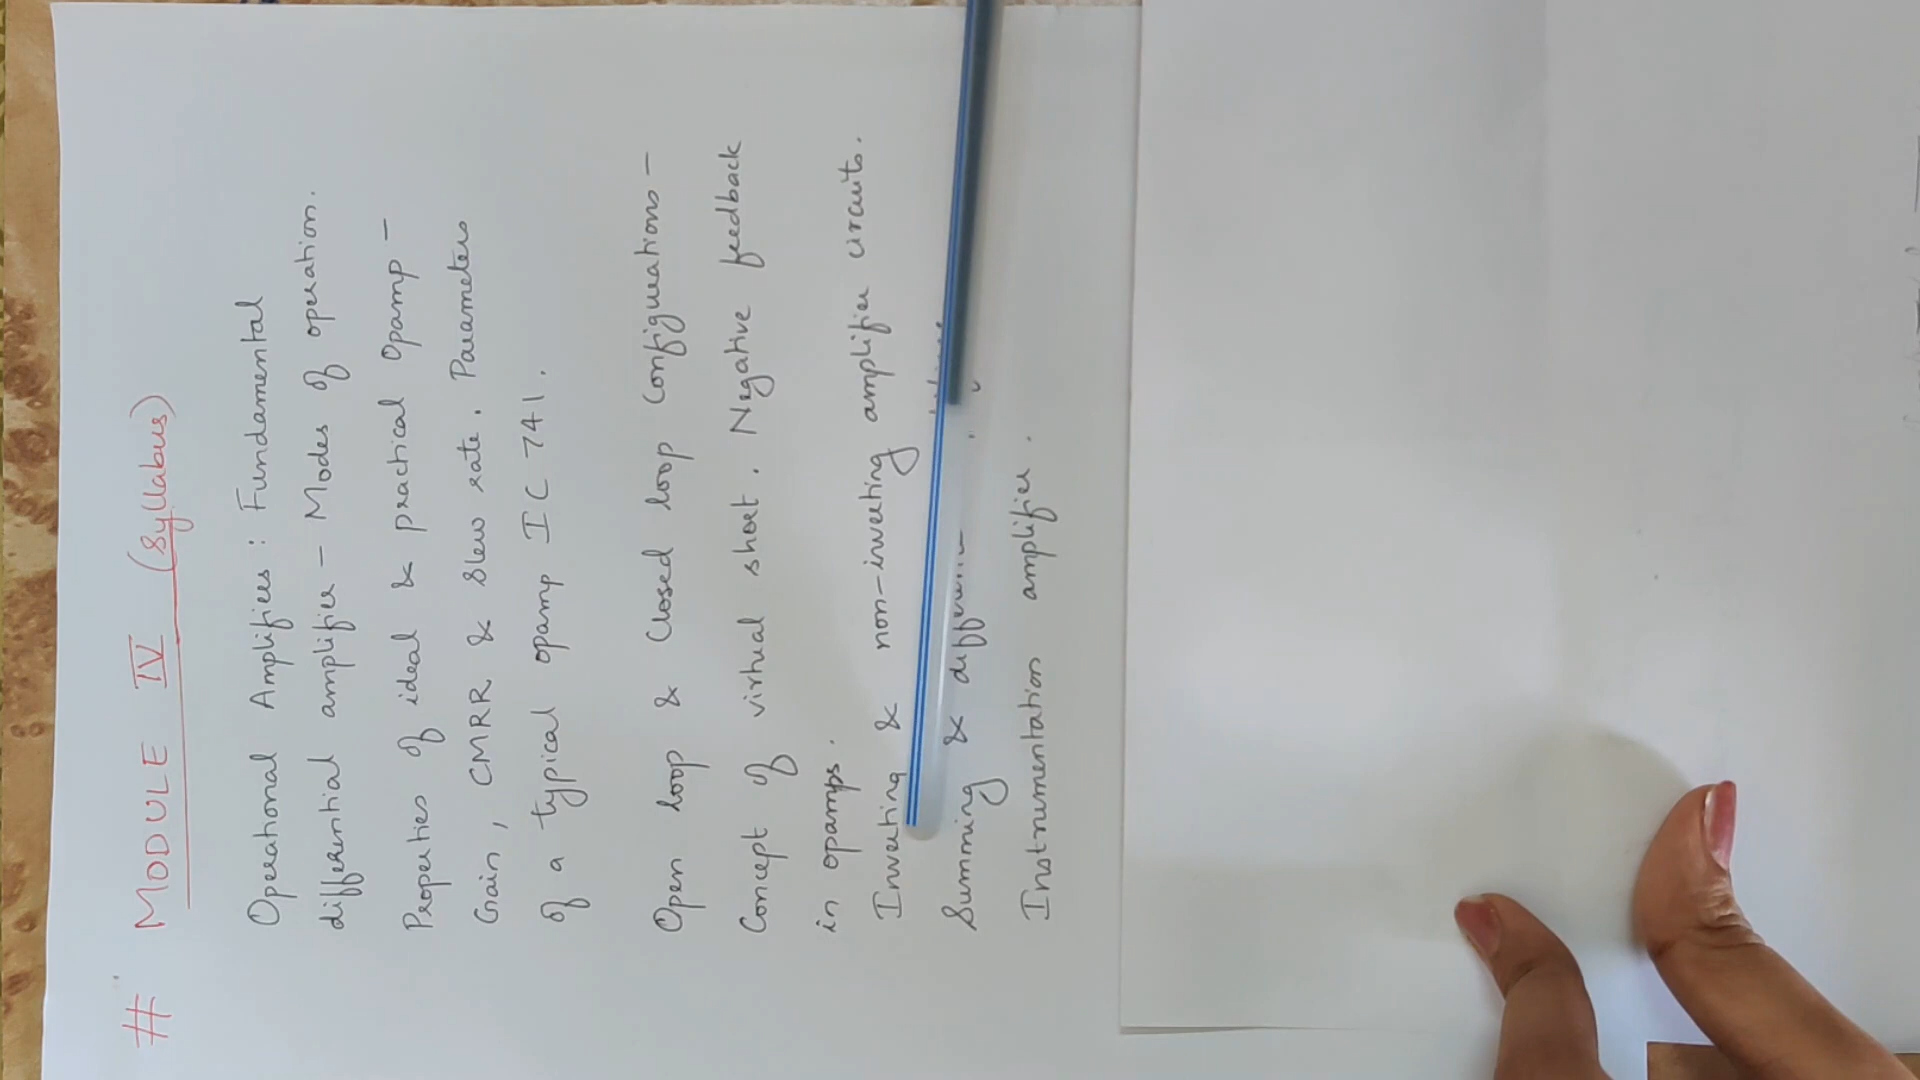 # MODULE IV (Syllabus)
Operational Amplifiers : Fundamental
differential amplifier - Modes of operation.
Properties of ideal & practical Opamp -
Gain, CMRR & Slew rate. Parameters
of a typical opamp IC 741.
Open loop & Closed loop Configurations -
Concept of virtual short. Negative feedback
in opamps.
Inverting & non-inverting amplifier circuits.
Summing &
Instrumentation amplifier.